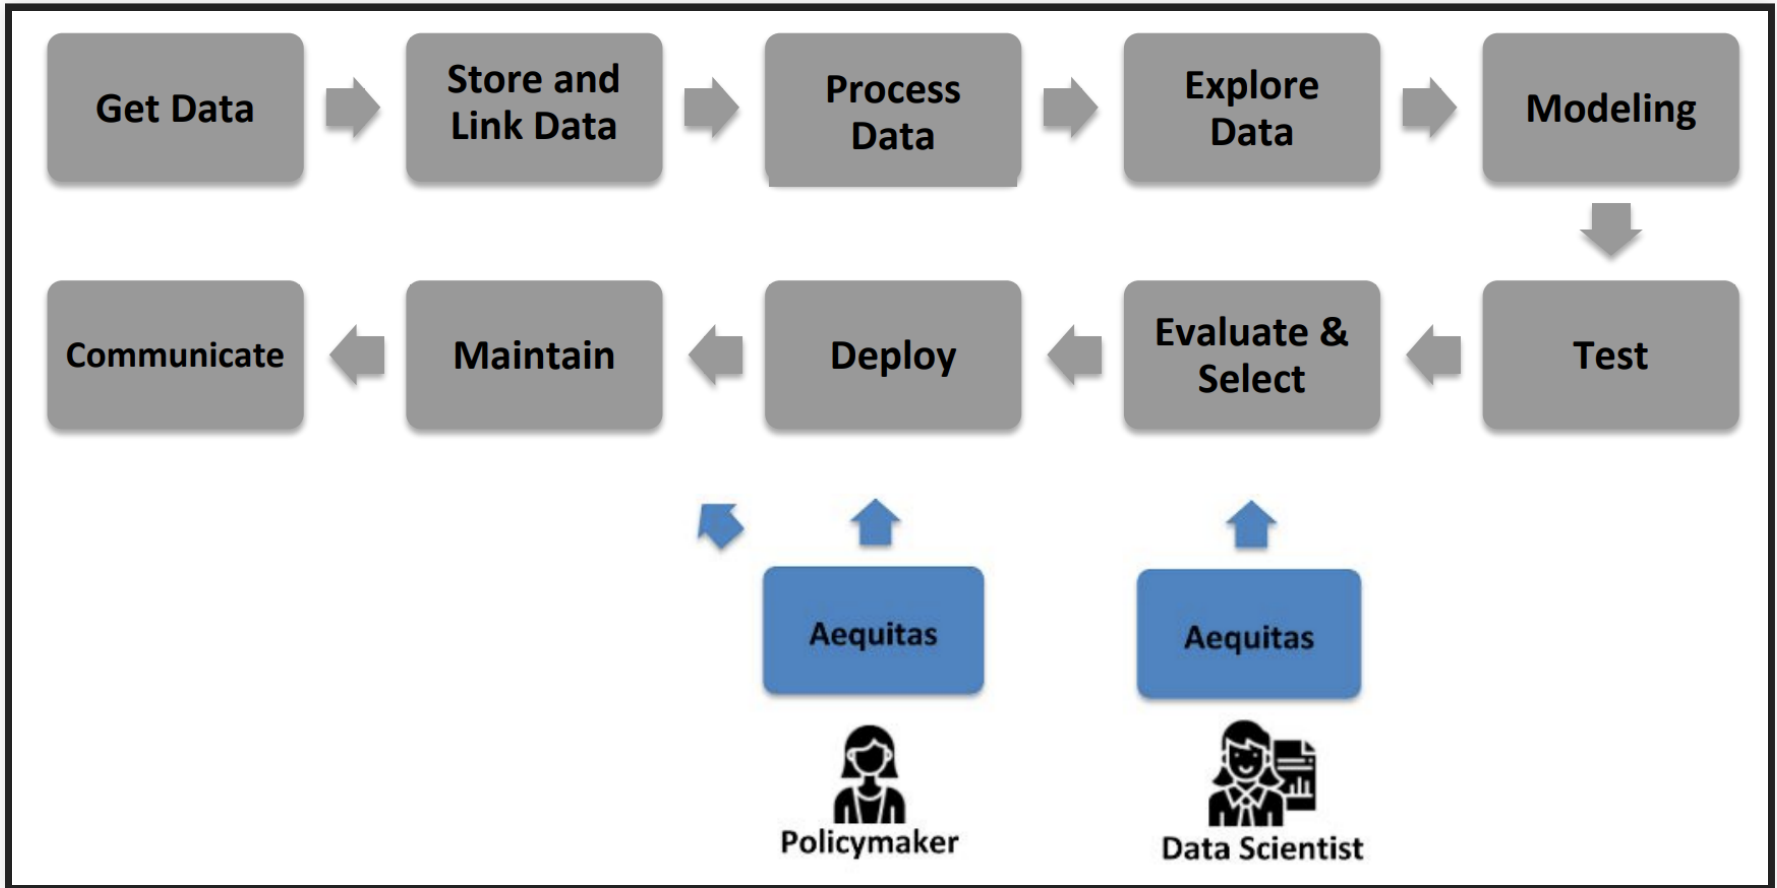 Get Data
Store and
Link Data
Process
Data
Explore
Data
Modeling
Communicate
Maintain
Deploy
Evaluate &
Select
Test
Aequitas
Aequitas
Policymaker
Data Scientist